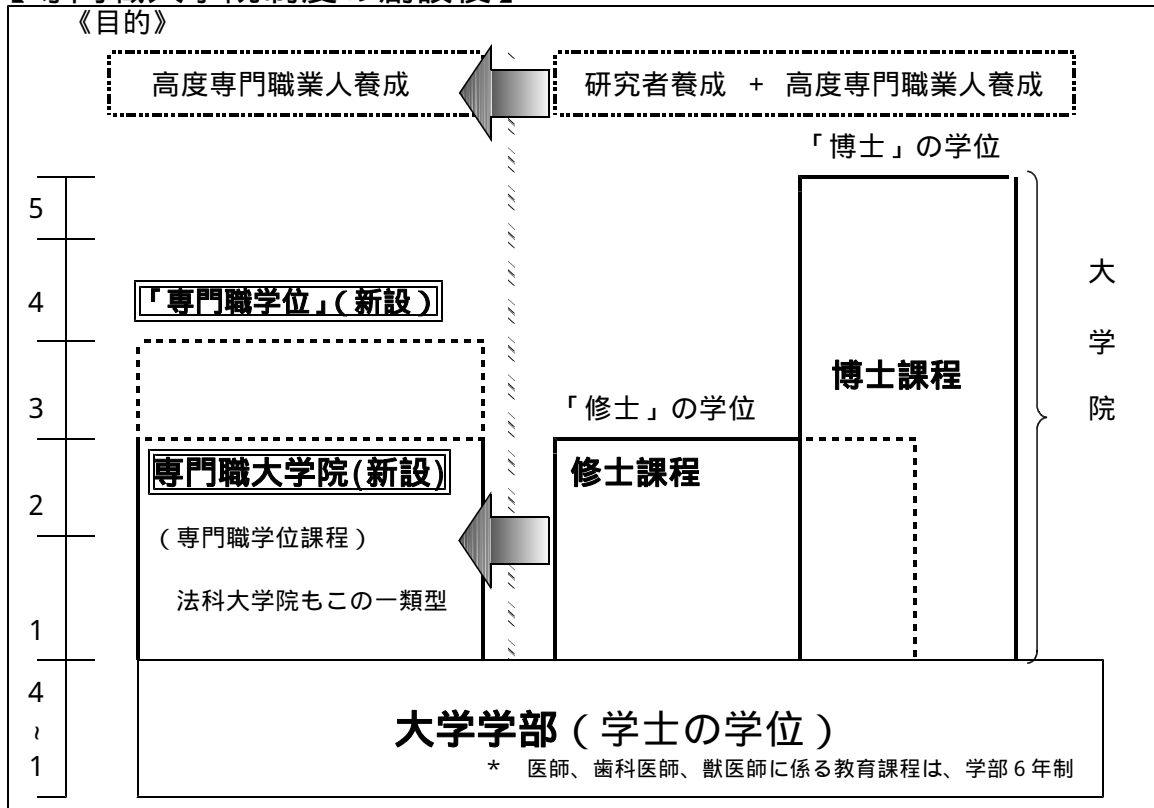 《目的》
高度専門職業人養成
研究者養成 + 高度専門職業人養成
「博士」の学位
5
4
3
2
1
4
~
1
「専門職学位」(新設)
専門職大学院(新設)
(専門職学位課程)
法科大学院もこの一類型
「修士」の学位
修士課程
博士課程
大
学
院
大学学部(学士の学位)
* 医師、歯科医師、獣医師に係る教育課程は、学部6年制